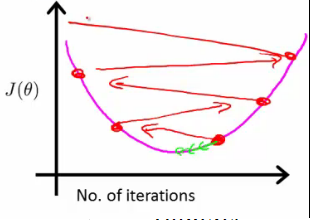 J(θ)
No. of iterations